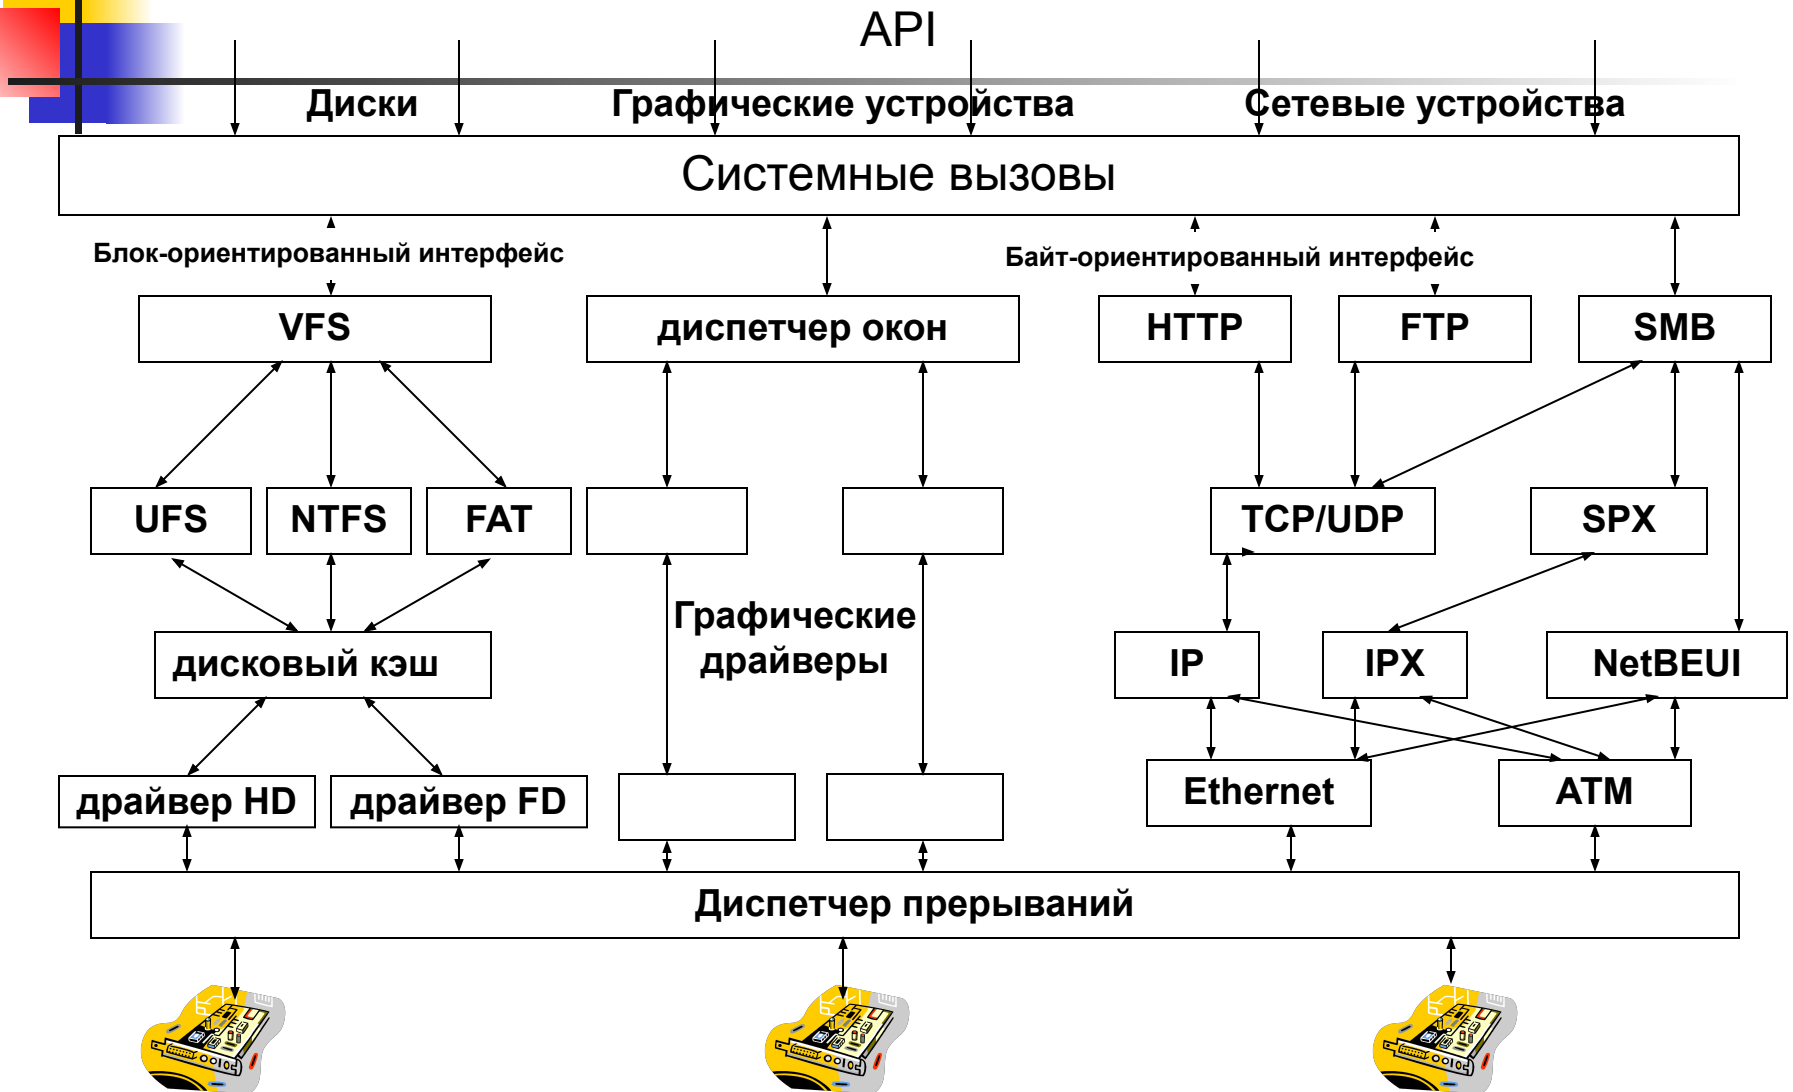 API
Диски
Графические устройства
Сетевые устройства
Системные вызовы
Блок-ориентированный интерфейс
Байт-ориентированный интерфейс
VFS
диспетчер окон
HTTP
FTP
SMB
UFS
NTFS
FAT
TCP/UDP
SPX
Графические
драйверы
дисковый кэш
IP
IPX
NetBEUI
драйвер HD
драйвер FD
Ethernet
ATM
Диспетчер прерываний